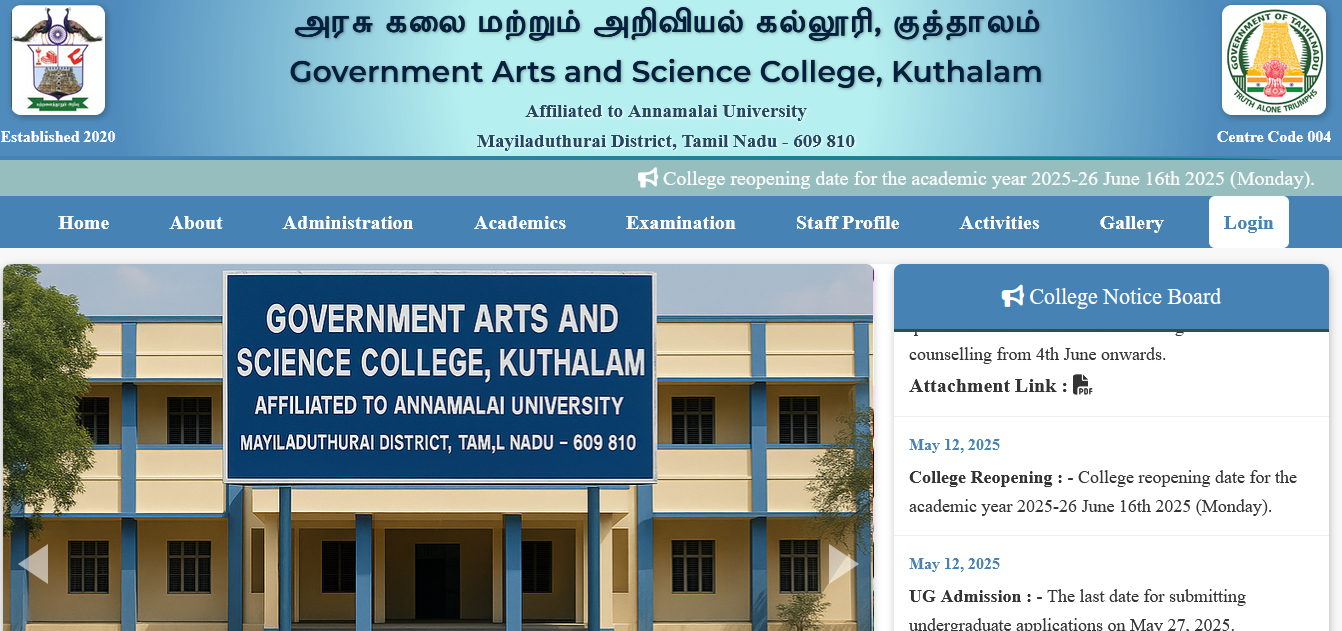 அரசு கலை மற்றும் அறிவியல் கல்லூரி, குத்தாலம்
Government Arts and Science College, Kuthalam
Affiliated to Annamalai University
Mayiladuthurai District, Tamil Nadu - 609 810
Established 2020
GOVERNMENT OF TAMILNADU
TRUTH ALONE TRIUMPHS
Centre Code 004
College reopening date for the academic year 2025-26 June 16th 2025 (Monday).
Home About Administration Academics Examination Staff Profile Activities Gallery Login
GOVERNMENT ARTS AND
SCIENCE COLLEGE, KUTHALAM
AFFILIATED TO ANNAMALAI UNIVERSITY
MAYILADUTHURAI DISTRICT, TAM,L NADU – 609 810
College Notice Board
counselling from 4th June onwards.
Attachment Link : PDF
May 12, 2025
College Reopening : - College reopening date for the
academic year 2025-26 June 16th 2025 (Monday).
May 12, 2025
UG Admission : - The last date for submitting
undergraduate applications on May 27, 2025.